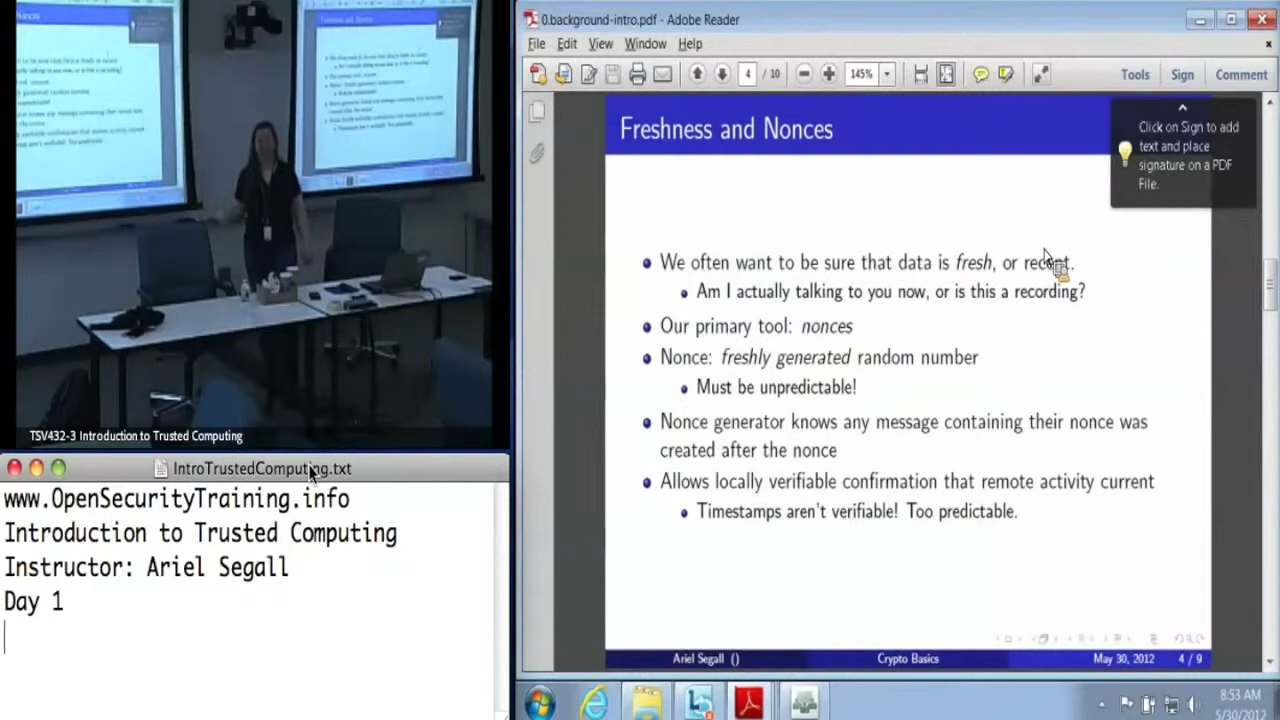 TSV432-3 Introduction to Trusted Computing
IntroTrustedComputing.txt
www.OpenSecurityTraining.info
Introduction to Trusted Computing
Instructor: Ariel Segall
Day 1
0.background-intro.pdf - Adobe Reader
File Edit View Window Help
4 / 10 145% Tools Sign Comment
Freshness and Nonces
Click on Sign to add
text and place
signature on a PDF
File.
We often want to be sure that data is fresh, or recent.
Am I actually talking to you now, or is this a recording?
Our primary tool: nonces
Nonce: freshly generated random number
Must be unpredictable!
Nonce generator knows any message containing their nonce was
created after the nonce
Allows locally verifiable confirmation that remote activity current
Timestamps aren't verifiable! Too predictable.
Ariel Segall () Crypto Basics May 30, 2012 4 / 9
8:53 AM
5/30/2012